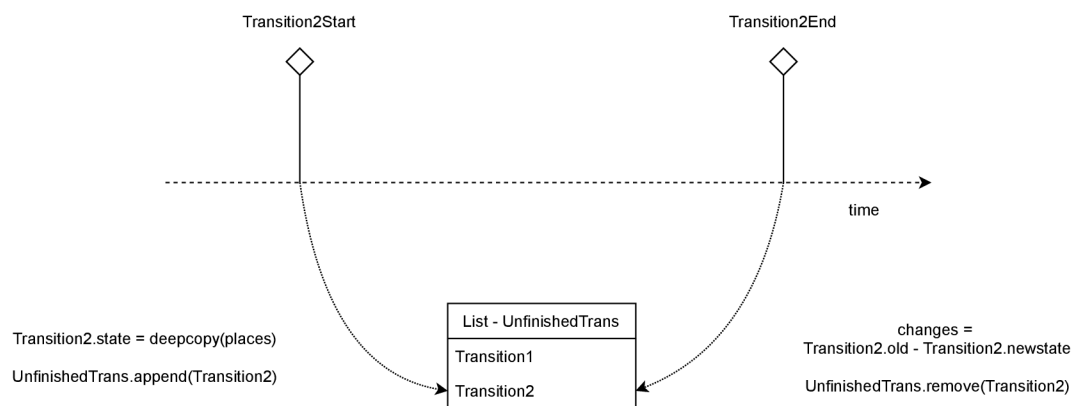 Transition2Start
Transition2End
time
List - UnfinishedTrans
Transition1
Transition2
Transition2.state = deepcopy(places)
UnfinishedTrans.append(Transition2)
changes =
Transition2.old - Transition2.newstate
UnfinishedTrans.remove(Transition2)